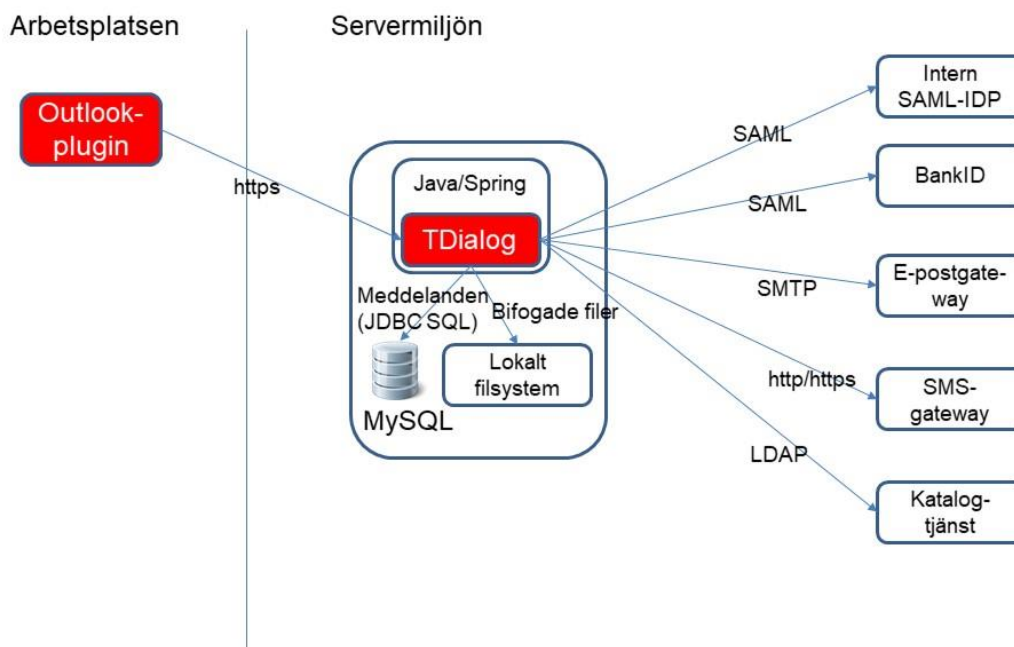 Arbetsplatsen
Servermiljön
Outlook-
plugin
https
Java/Spring
TDialog
Meddelanden
(JDBC SQL)
Bifogade filer
MySQL
Lokalt
filsystem
SAML
SAML
SMTP
http/https
LDAP
Intern
SAML-IDP
BankID
E-postgate-
way
SMS-
gateway
Katalog-
tjänst